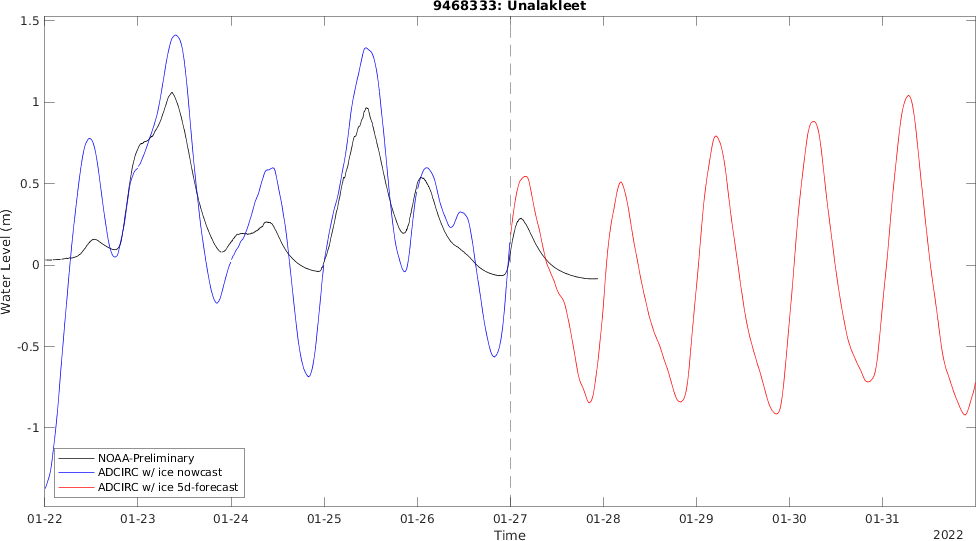 9468333: Unalakleet
1.5
1
0.5
0
-0.5
-1
Water Level (m)
NOAA-Preliminary
ADCIRC w/ ice nowcast
ADCIRC w/ ice 5d-forecast
01-22 01-23 01-24 01-25 01-26 01-27 01-28 01-29 01-30 01-31
Time
2022